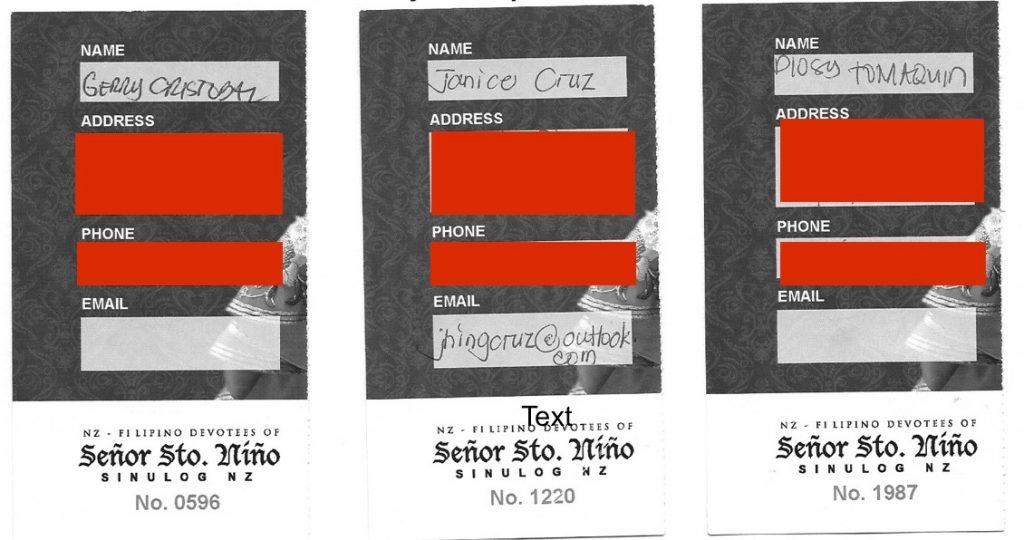 NAME
GERRY CRISTOBAL
ADDRESS
PHONE
EMAIL
NZ - FILIPINO DEVOTEES OF
Señor Sto. Niño
SINULOG NZ
No. 0596
NAME
Janice Cruz
ADDRESS
PHONE
EMAIL
jhingcruz@outlook.
com
Text
NZ - FILIPINO DEVOTEES OF
Señor Sto. Niño
SINULOG NZ
No. 1220
NAME
DIOSY TOMAQUIN
ADDRESS
PHONE
EMAIL
NZ - FILIPINO DEVOTEES OF
Señor Sto. Niño
SINULOG NZ
No. 1987